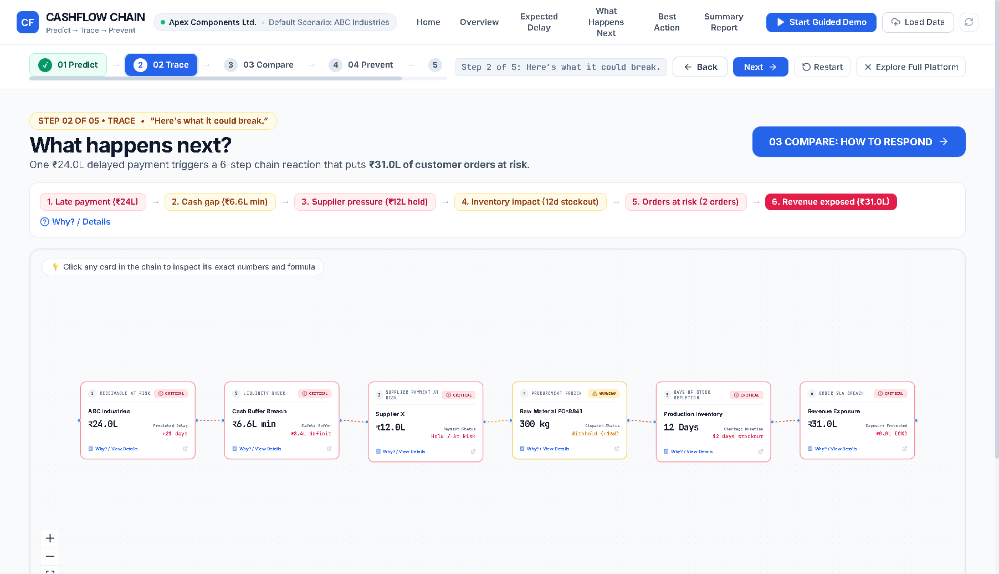 CF
CASHFLOW CHAIN
Predict → Trace → Prevent
Apex Components Ltd. • Default Scenario: ABC Industries
Home
Overview
Expected
Delay
What
Happens
Next
Best
Action
Summary
Report
Start Guided Demo
Load Data
01 Predict
→
2 02 Trace
→
3 03 Compare
→
4 04 Prevent
→
5
Step 2 of 5: Here’s what it could break.
← Back
Next →
Restart
Explore Full Platform
STEP 02 OF 05 • TRACE • “Here’s what it could break.”
What happens next?
One ₹24.0L delayed payment triggers a 6-step chain reaction that puts ₹31.0L of customer orders at risk.
03 COMPARE: HOW TO RESPOND →
1. Late payment (₹24L) → 2. Cash gap (₹6.6L min) → 3. Supplier pressure (₹12L hold) → 4. Inventory impact (12d stockout) → 5. Orders at risk (2 orders) → 6. Revenue exposed (₹31.0L)
Why? / Details
Click any card in the chain to inspect its exact numbers and formula
1 RECEIVABLE AT RISK CRITICAL
ABC Industries
₹24.0L
Predicted Delay
+21 days
Why? / View Details
2 LIQUIDITY SHOCK CRITICAL
Cash Buffer Breach
₹6.6L min
Safety Buffer
₹8.4L deficit
Why? / View Details
3 SUPPLIER PAYMENT AT
RISK
CRITICAL
Supplier X
₹12.0L
Payment Status
Hold / At Risk
Why? / View Details
4 PROCUREMENT FROZEN WARNING
Raw Material PO-8841
300 kg
Dispatch Status
Withheld (+16d)
Why? / View Details
5 DAYS OF STOCK
DEPLETION
CRITICAL
Production Inventory
12 Days
Shortage Duration
12 days stockout
Why? / View Details
6 ORDER SLA BREACH CRITICAL
Revenue Exposure
₹31.0L
Exposure Protected
₹0.0L (0%)
Why? / View Details